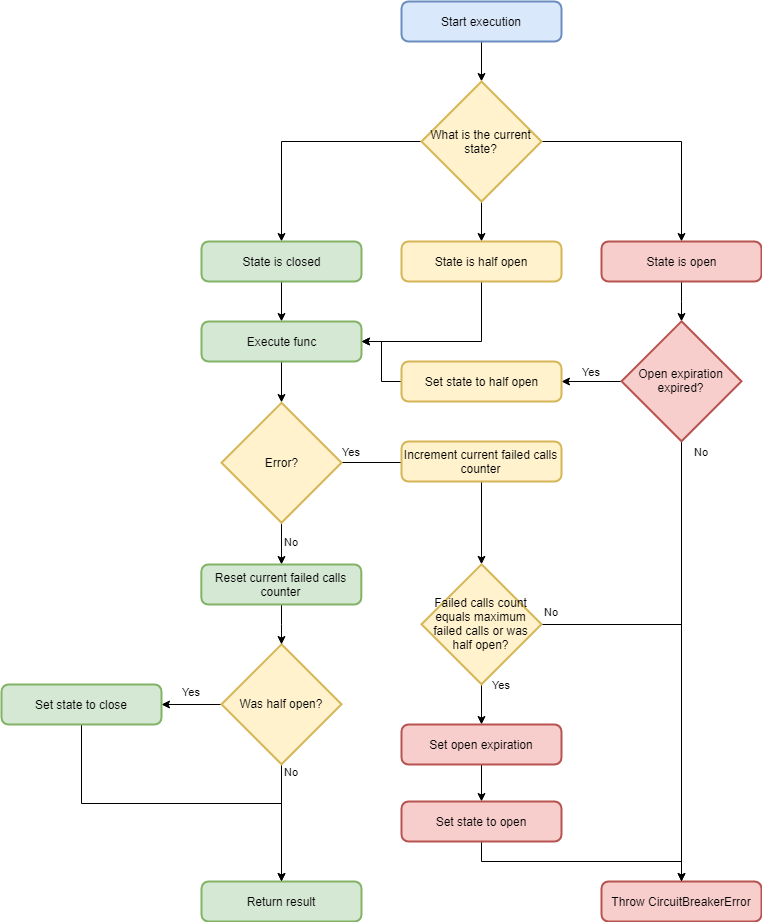 Start execution
What is the current
state?
State is closed
State is half open
State is open
Execute func
Set state to half open
Yes
Open expiration
expired?
No
Error?
Yes
Increment current failed calls
counter
No
Reset current failed calls
counter
Failed calls count
equals maximum
failed calls or was
half open?
No
Yes
Set state to close
Yes
Was half open?
No
Set open expiration
Set state to open
Return result
Throw CircuitBreakerError